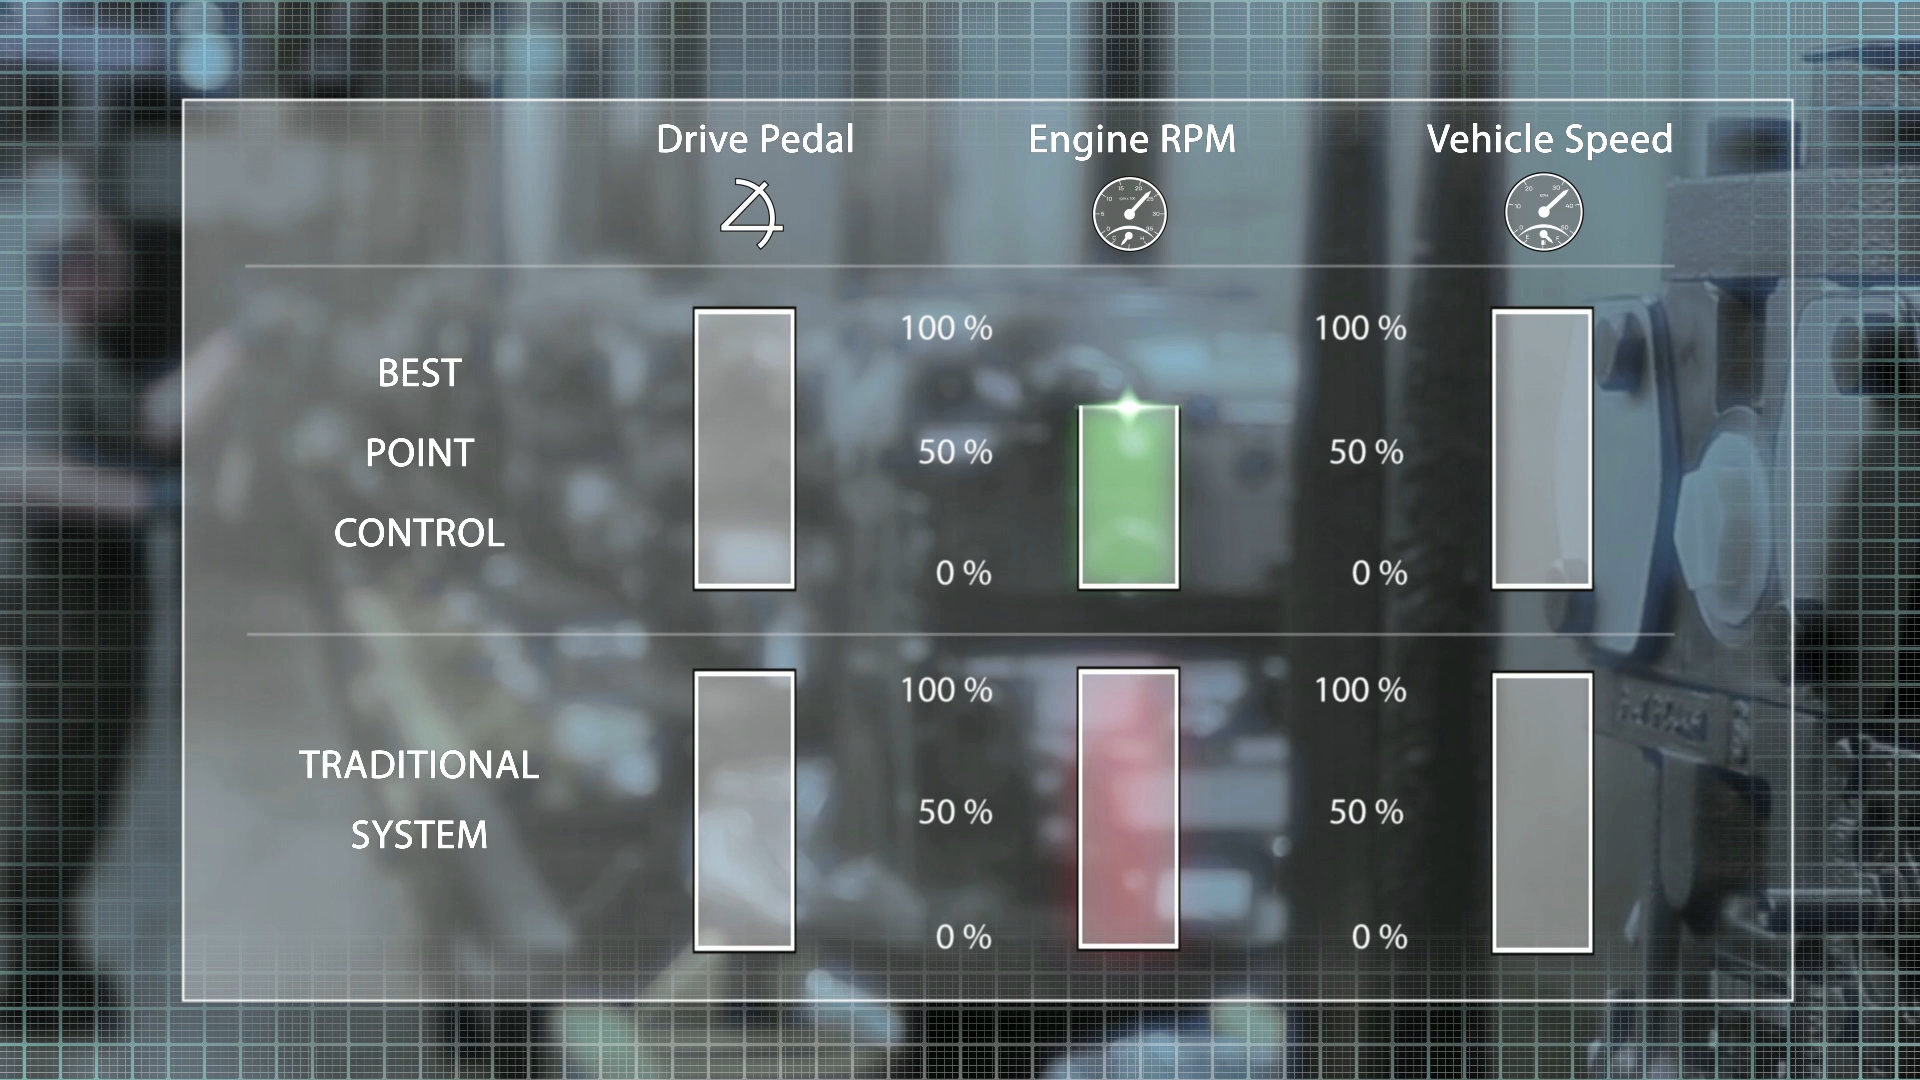 Drive Pedal
Engine RPM
Vehicle Speed
BEST
POINT
CONTROL
100 %
50 %
0 %
100 %
50 %
0 %
TRADITIONAL
SYSTEM
100 %
50 %
0 %
100 %
50 %
0 %